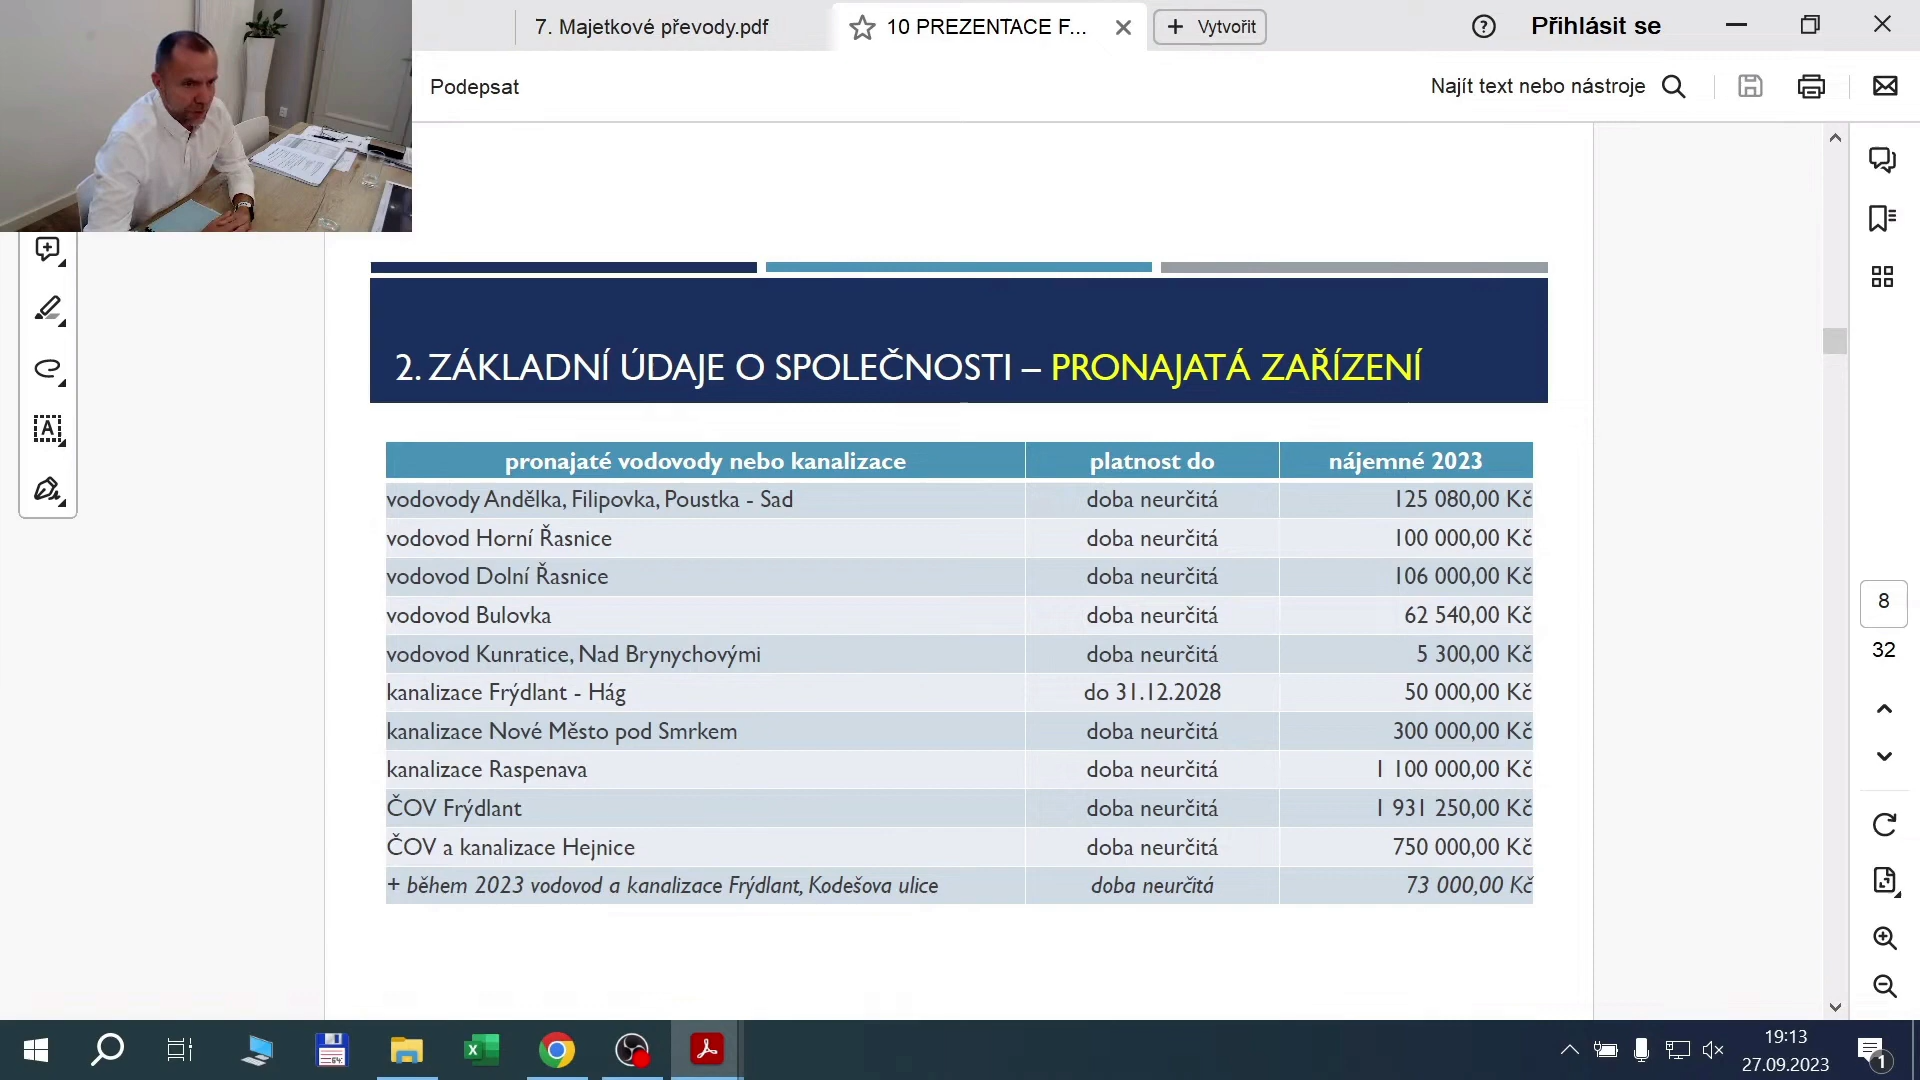 7. Majetkové převody.pdf
10 PREZENTACE F...
Vytvořit
Přihlásit se
Podepsat
Najít text nebo nástroje
2. ZÁKLADNÍ ÚDAJE O SPOLEČNOSTI – PRONAJATÁ ZAŘÍZENÍ
pronajaté vodovody nebo kanalizace platnost do nájemné 2023
vodovody Andělka, Filipovka, Poustka - Sad doba neurčitá 125 080,00 Kč
vodovod Horní Řasnice doba neurčitá 100 000,00 Kč
vodovod Dolní Řasnice doba neurčitá 106 000,00 Kč
vodovod Bulovka doba neurčitá 62 540,00 Kč
vodovod Kunratice, Nad Brynychovými doba neurčitá 5 300,00 Kč
kanalizace Frýdlant - Hág do 31.12.2028 50 000,00 Kč
kanalizace Nové Město pod Smrkem doba neurčitá 300 000,00 Kč
kanalizace Raspenava doba neurčitá 1 100 000,00 Kč
ČOV Frýdlant doba neurčitá 1 931 250,00 Kč
ČOV a kanalizace Hejnice doba neurčitá 750 000,00 Kč
+ během 2023 vodovod a kanalizace Frýdlant, Kodešova ulice doba neurčitá 73 000,00 Kč
8
32
19:13
27.09.2023
1